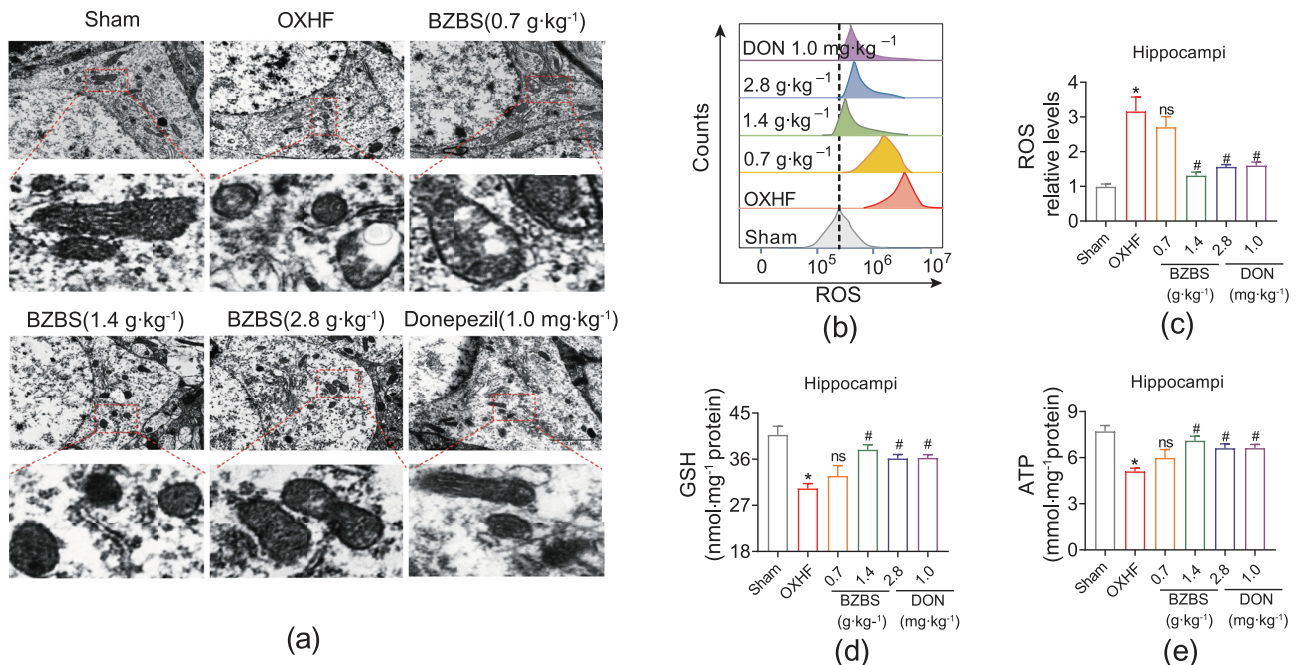 Sham OXHF BZBS(0.7 g·kg⁻¹)
BZBS(1.4 g·kg⁻¹) BZBS(2.8 g·kg⁻¹) Donepezil(1.0 mg·kg⁻¹)
(a)
Counts
DON 1.0 mg·kg⁻¹
2.8 g·kg⁻¹
1.4 g·kg⁻¹
0.7 g·kg⁻¹
OXHF
Sham
0 10⁵ 10⁶ 10⁷
ROS
(b)
Hippocampi
ROS
relative levels
5
4
3
2
1
0
* ns # # #
Sham OXHF 0.7 1.4 2.8 1.0
BZBS DON
(g·kg⁻¹) (mg·kg⁻¹)
(c)
Hippocampi
GSH
(nmol·mg⁻¹protein)
45
36
27
18
* ns # # #
Sham OXHF 0.7 1.4 2.8 1.0
BZBS DON
(g·kg-¹) (mg·kg⁻¹)
(d)
Hippocampi
ATP
(mmol·mg⁻¹protein)
9
6
3
0
* ns # # #
Sham OXHF 0.7 1.4 2.8 1.0
BZBS DON
(g·kg⁻¹) (mg·kg⁻¹)
(e)